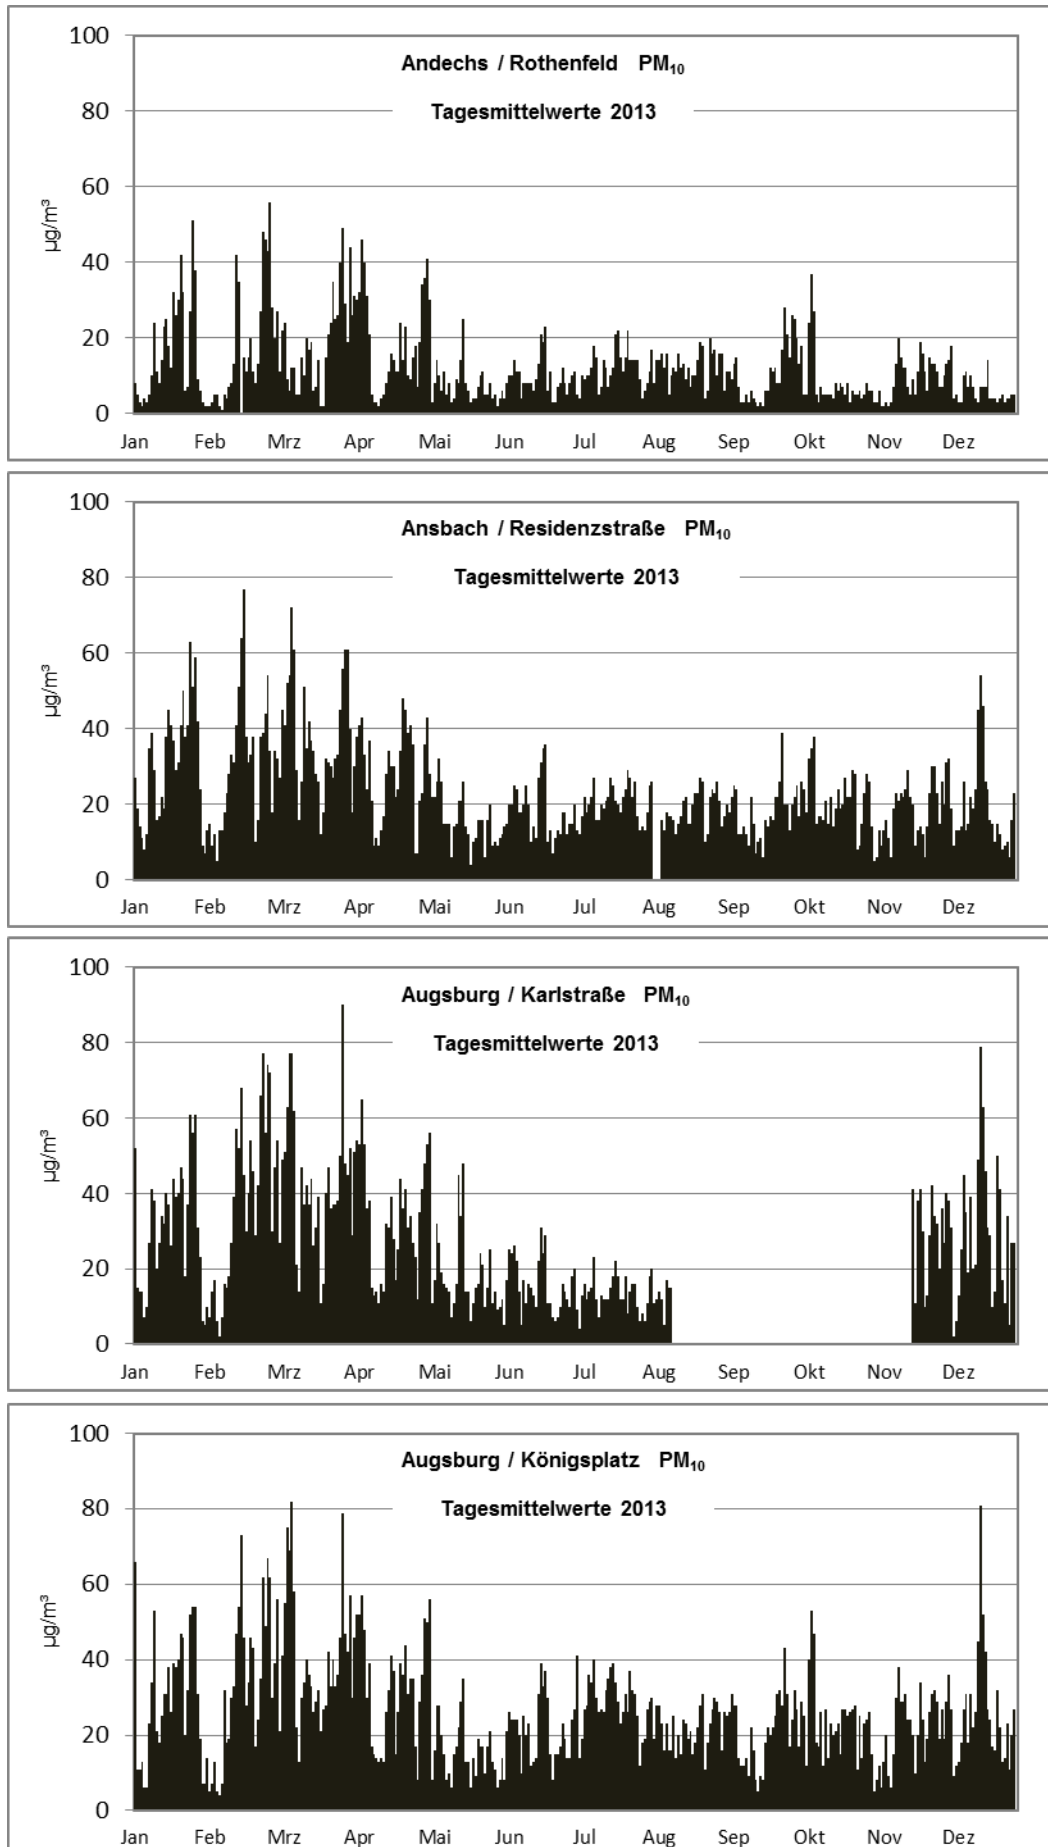 100
Andechs / Rothenfeld PM₁₀
80
Tagesmittelwerte 2013
60
µg/m³
40
20
0
Jan Feb Mrz Apr Mai Jun Jul Aug Sep Okt Nov Dez
100
Ansbach / Residenzstraße PM₁₀
80
Tagesmittelwerte 2013
60
µg/m³
40
20
0
Jan Feb Mrz Apr Mai Jun Jul Aug Sep Okt Nov Dez
100
Augsburg / Karlstraße PM₁₀
80
Tagesmittelwerte 2013
60
µg/m³
40
20
0
Jan Feb Mrz Apr Mai Jun Jul Aug Sep Okt Nov Dez
100
Augsburg / Königsplatz PM₁₀
80
Tagesmittelwerte 2013
60
µg/m³
40
20
0
Jan Feb Mrz Apr Mai Jun Jul Aug Sep Okt Nov Dez